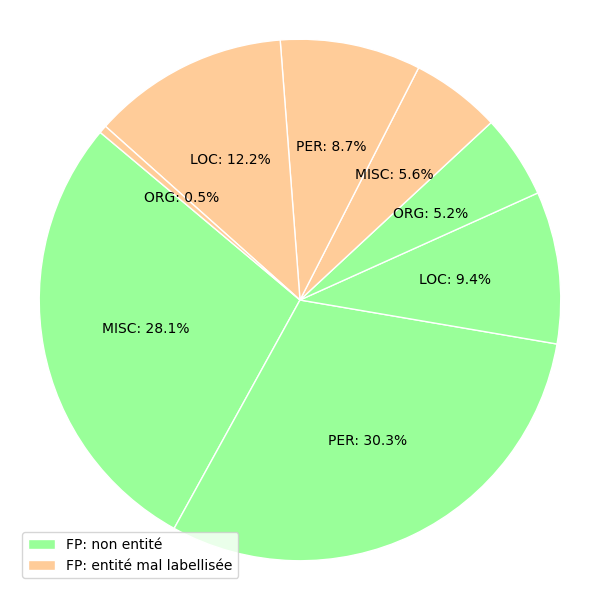 PER: 8.7%
LOC: 12.2%
MISC: 5.6%
ORG: 0.5%
ORG: 5.2%
LOC: 9.4%
MISC: 28.1%
PER: 30.3%
FP: non entité
FP: entité mal labellisée